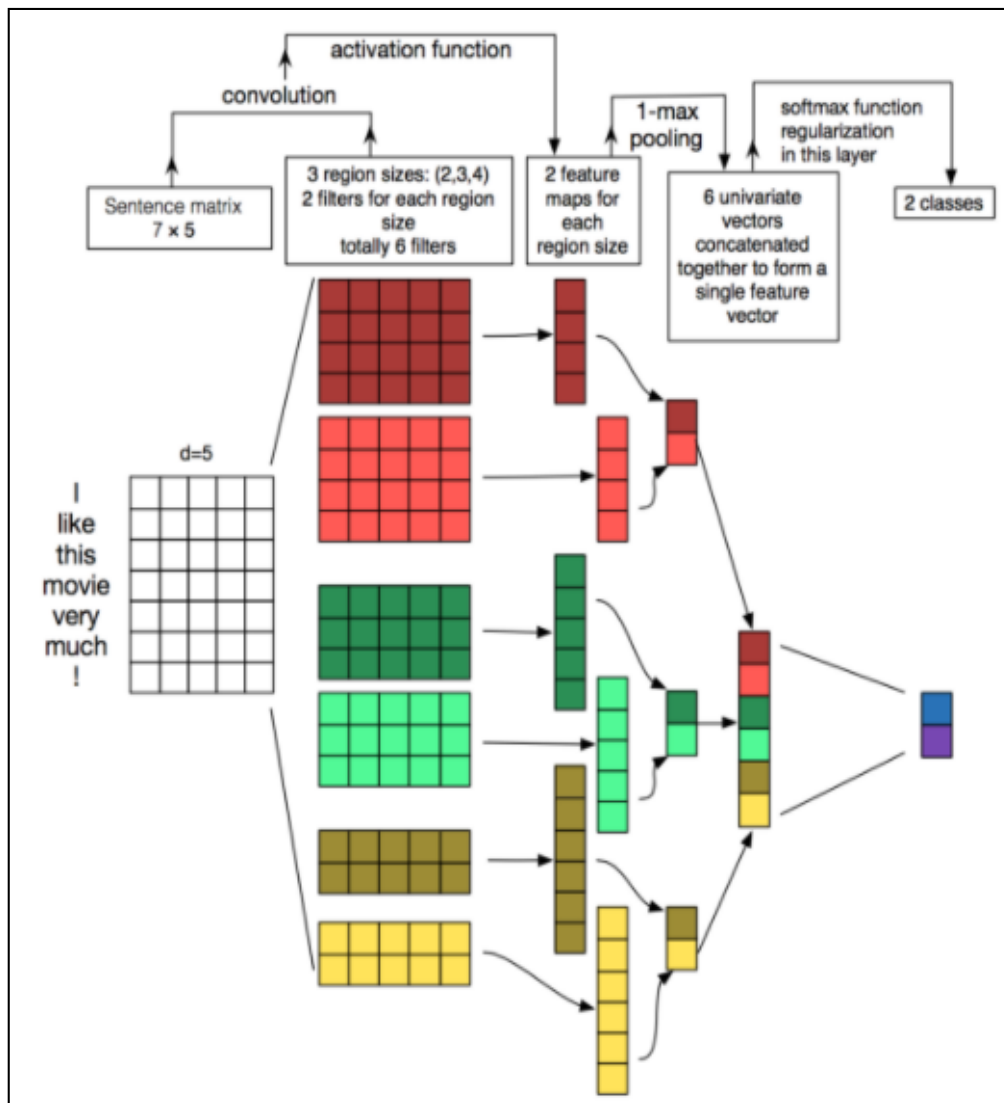 activation function
convolution
1-max
pooling
softmax function
regularization
in this layer
Sentence matrix
7 × 5
3 region sizes: (2,3,4)
2 filters for each region
size
totally 6 filters
2 feature
maps for
each
region size
6 univariate
vectors
concatenated
together to form a
single feature
vector
2 classes
d=5
I
like
this
movie
very
much
!